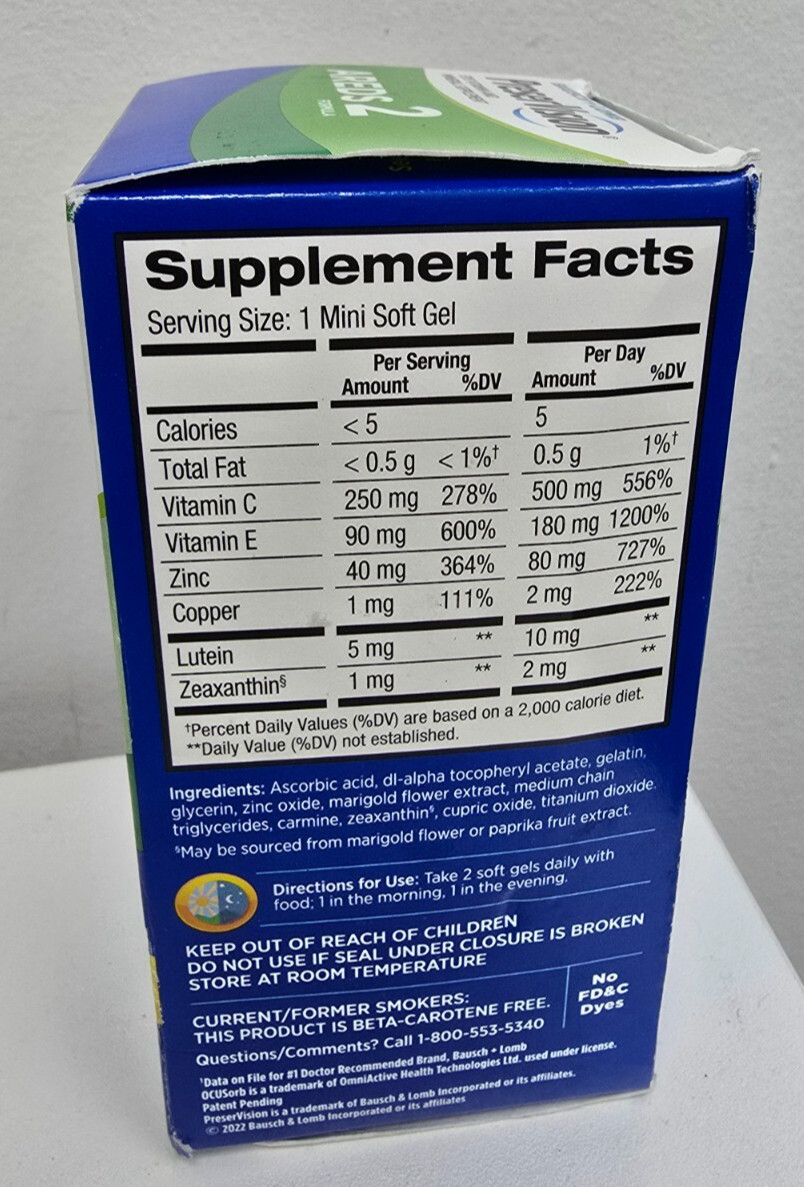 AREDS 2
FORMULA
PreserVision
Supplement Facts
Serving Size: 1 Mini Soft Gel
Per Serving Per Day
Amount %DV Amount %DV
Calories < 5 5
Total Fat < 0.5 g < 1%† 0.5 g 1%†
Vitamin C 250 mg 278% 500 mg 556%
Vitamin E 90 mg 600% 180 mg 1200%
Zinc 40 mg 364% 80 mg 727%
Copper 1 mg 111% 2 mg 222%
Lutein 5 mg ** 10 mg **
Zeaxanthin§ 1 mg ** 2 mg **
†Percent Daily Values (%DV) are based on a 2,000 calorie diet.
**Daily Value (%DV) not established.
Ingredients: Ascorbic acid, dl-alpha tocopheryl acetate, gelatin,
glycerin, zinc oxide, marigold flower extract, medium chain
triglycerides, carmine, zeaxanthin§, cupric oxide, titanium dioxide.
§May be sourced from marigold flower or paprika fruit extract.
Directions for Use: Take 2 soft gels daily with
food; 1 in the morning, 1 in the evening.
KEEP OUT OF REACH OF CHILDREN
DO NOT USE IF SEAL UNDER CLOSURE IS BROKEN
STORE AT ROOM TEMPERATURE
CURRENT/FORMER SMOKERS:
THIS PRODUCT IS BETA-CAROTENE FREE.
Questions/Comments? Call 1-800-553-5340
No
FD&C
Dyes
¹Data on File for #1 Doctor Recommended Brand, Bausch + Lomb
OCUSorb is a trademark of OmniActive Health Technologies Ltd. used under license.
Patent Pending
PreserVision is a trademark of Bausch & Lomb Incorporated or its affiliates.
© 2022 Bausch & Lomb Incorporated or its affiliates